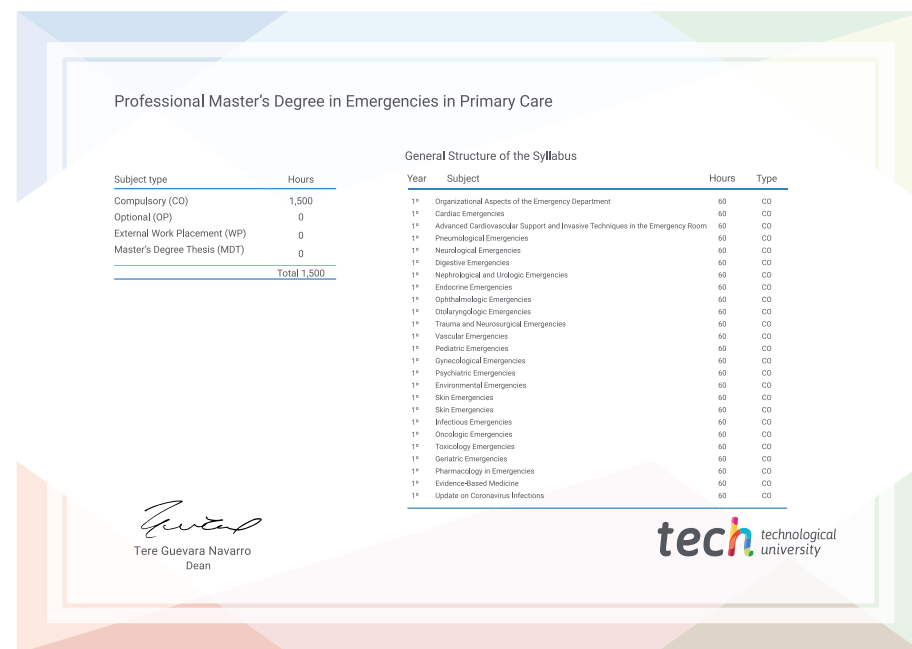 Professional Master's Degree in Emergencies in Primary Care
Subject type Hours
Compulsory (CO) 1,500
Optional (OP) 0
External Work Placement (WP) 0
Master's Degree Thesis (MDT) 0
Total 1,500
General Structure of the Syllabus
Year Subject Hours Type
1º Organizational Aspects of the Emergency Department 60 CO
1º Cardiac Emergencies 60 CO
1º Advanced Cardiovascular Support and Invasive Techniques in the Emergency Room 60 CO
1º Pneumological Emergencies 60 CO
1º Neurological Emergencies 60 CO
1º Digestive Emergencies 60 CO
1º Nephrological and Urologic Emergencies 60 CO
1º Endocrine Emergencies 60 CO
1º Ophthalmologic Emergencies 60 CO
1º Otolaryngologic Emergencies 60 CO
1º Trauma and Neurosurgical Emergencies 60 CO
1º Vascular Emergencies 60 CO
1º Pediatric Emergencies 60 CO
1º Gynecological Emergencies 60 CO
1º Psychiatric Emergencies 60 CO
1º Environmental Emergencies 60 CO
1º Skin Emergencies 60 CO
1º Skin Emergencies 60 CO
1º Infectious Emergencies 60 CO
1º Oncologic Emergencies 60 CO
1º Toxicology Emergencies 60 CO
1º Geriatric Emergencies 60 CO
1º Pharmacology in Emergencies 60 CO
1º Evidence-Based Medicine 60 CO
1º Update on Coronavirus Infections 60 CO
Tere Guevara Navarro
Dean
tech technological
university